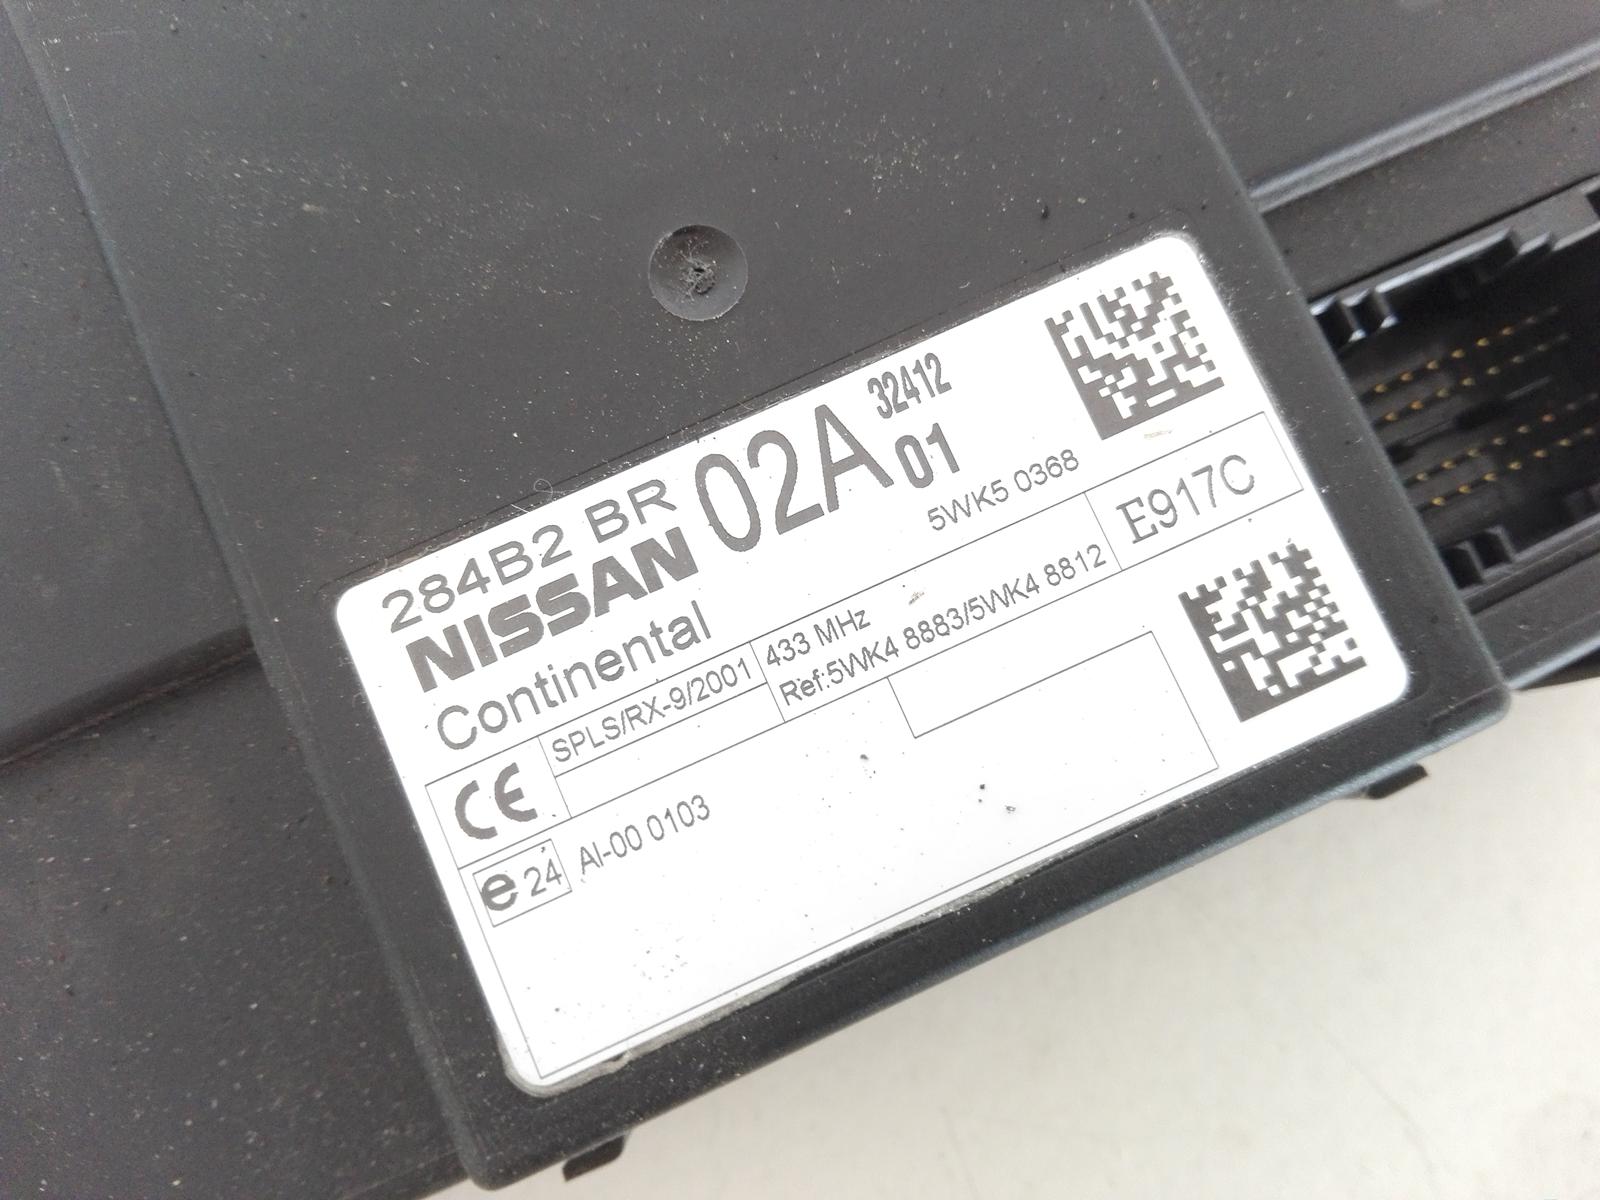 284B2 BR 02A 32412
NISSAN 01
Continental 5WK5 0368
CE SPLS/RX-9/2001 433 MHz E917C
Ref:5WK4 8883/5WK4 8812
e 24 AI-00 0103